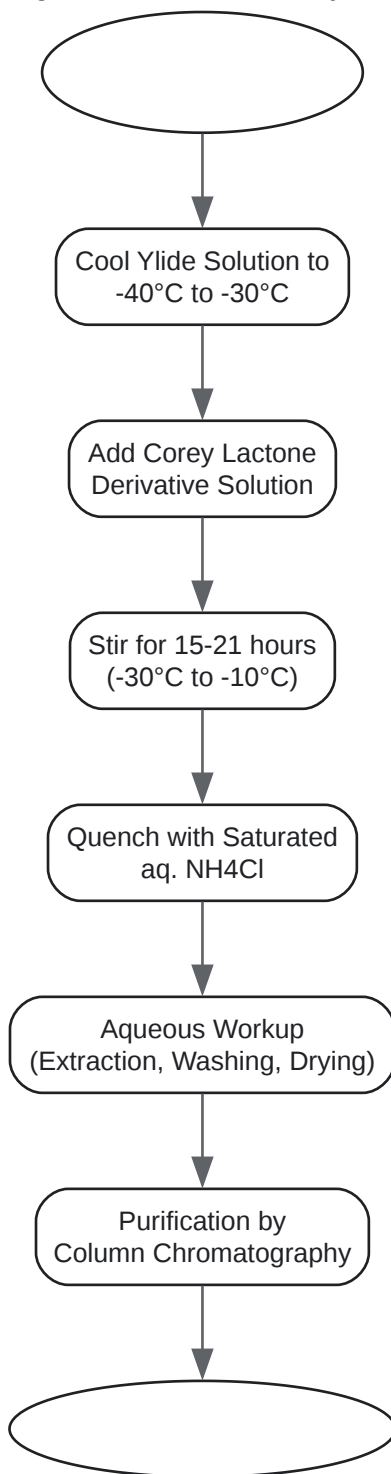 Cool Ylide Solution to
-40°C to -30°C
Add Corey Lactone
Derivative Solution
Stir for 15-21 hours
(-30°C to -10°C)
Quench with Saturated
aq. NH4Cl
Aqueous Workup
(Extraction, Washing, Drying)
Purification by
Column Chromatography